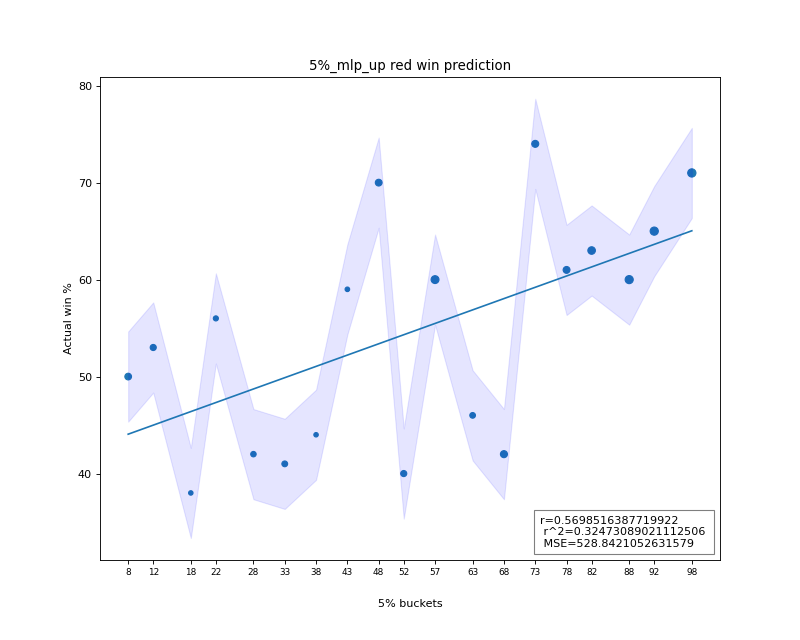 5%_mlp_up red win prediction
80
70
60
50
40
Actual win %
r=0.5698516387719922
r^2=0.32473089021112506
MSE=528.8421052631579
8 12 18 22 28 33 38 43 48 52 57 63 68 73 78 82 88 92 98
5% buckets